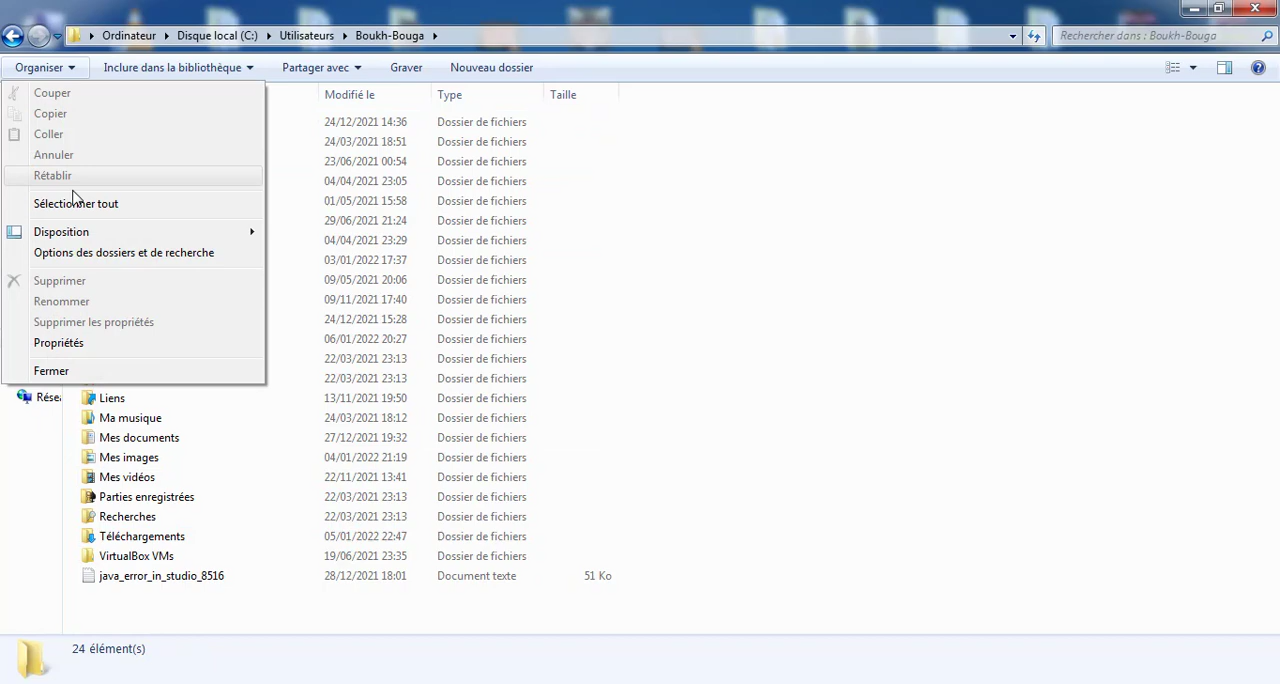 Ordinateur Disque local (C:) Utilisateurs Boukh-Bouga Rechercher dans : Boukh-Bouga
Organiser Inclure dans la bibliothèque Partager avec Graver Nouveau dossier
Couper
Copier
Coller
Annuler
Rétablir
Sélectionner tout
Disposition
Options des dossiers et de recherche
Supprimer
Renommer
Supprimer les propriétés
Propriétés
Fermer
Modifié le Type Taille
24/12/2021 14:36 Dossier de fichiers
24/03/2021 18:51 Dossier de fichiers
23/06/2021 00:54 Dossier de fichiers
04/04/2021 23:05 Dossier de fichiers
01/05/2021 15:58 Dossier de fichiers
29/06/2021 21:24 Dossier de fichiers
04/04/2021 23:29 Dossier de fichiers
03/01/2022 17:37 Dossier de fichiers
09/05/2021 20:06 Dossier de fichiers
09/11/2021 17:40 Dossier de fichiers
24/12/2021 15:28 Dossier de fichiers
06/01/2022 20:27 Dossier de fichiers
22/03/2021 23:13 Dossier de fichiers
22/03/2021 23:13 Dossier de fichiers
Liens 13/11/2021 19:50 Dossier de fichiers
Ma musique 24/03/2021 18:12 Dossier de fichiers
Mes documents 27/12/2021 19:32 Dossier de fichiers
Mes images 04/01/2022 21:19 Dossier de fichiers
Mes vidéos 22/11/2021 13:41 Dossier de fichiers
Parties enregistrées 22/03/2021 23:13 Dossier de fichiers
Recherches 22/03/2021 23:13 Dossier de fichiers
Téléchargements 05/01/2022 22:47 Dossier de fichiers
VirtualBox VMs 19/06/2021 23:35 Dossier de fichiers
java_error_in_studio_8516 28/12/2021 18:01 Document texte 51 Ko
Résea
24 élément(s)